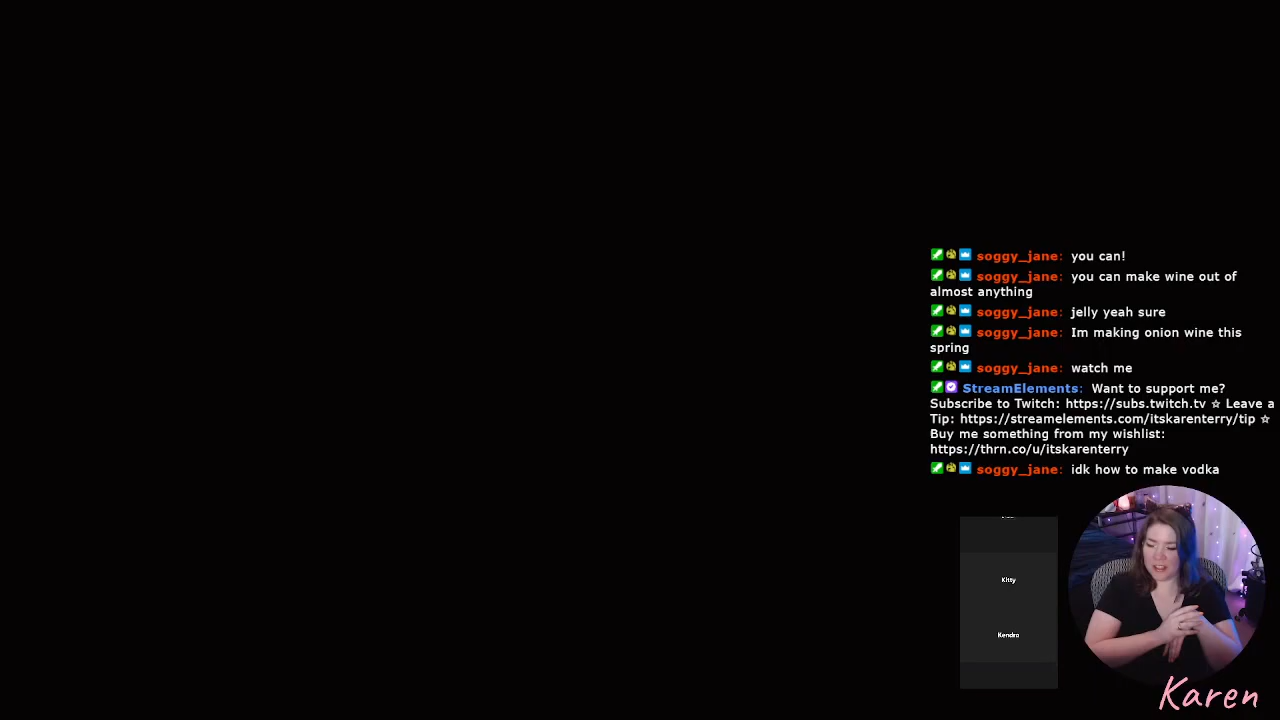 soggy_jane: you can!
soggy_jane: you can make wine out of
almost anything
soggy_jane: jelly yeah sure
soggy_jane: Im making onion wine this
spring
soggy_jane: watch me
StreamElements: Want to support me?
Subscribe to Twitch: https://subs.twitch.tv ☆ Leave a
Tip: https://streamelements.com/itskarenterry/tip ☆
Buy me something from my wishlist:
https://thrn.co/u/itskarenterry
soggy_jane: idk how to make vodka
Kitty
Kendro
Karen